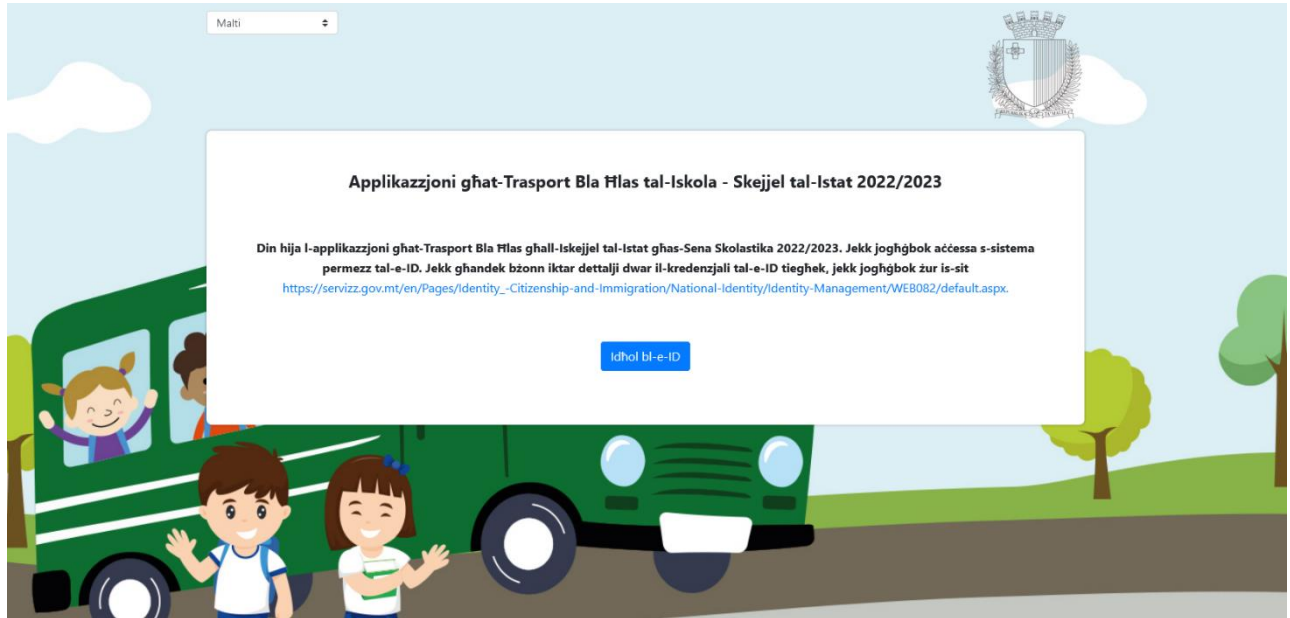 Malti
Applikazzjoni għat-Trasport Bla Ħlas tal-Iskola - Skejjel tal-Istat 2022/2023
Din hija l-applikazzjoni għat-Trasport Bla Ħlas għall-Iskejjel tal-Istat għas-Sena Skolastika 2022/2023. Jekk jogħġbok aċċessa s-sistema
permezz tal-e-ID. Jekk għandek bżonn iktar dettalji dwar il-kredenzjali tal-e-ID tiegħek, jekk jogħġbok żur is-sit
https://servizz.gov.mt/en/Pages/Identity_-Citizenship-and-Immigration/National-Identity/Identity-Management/WEB082/default.aspx.
Idħol bl-e-ID